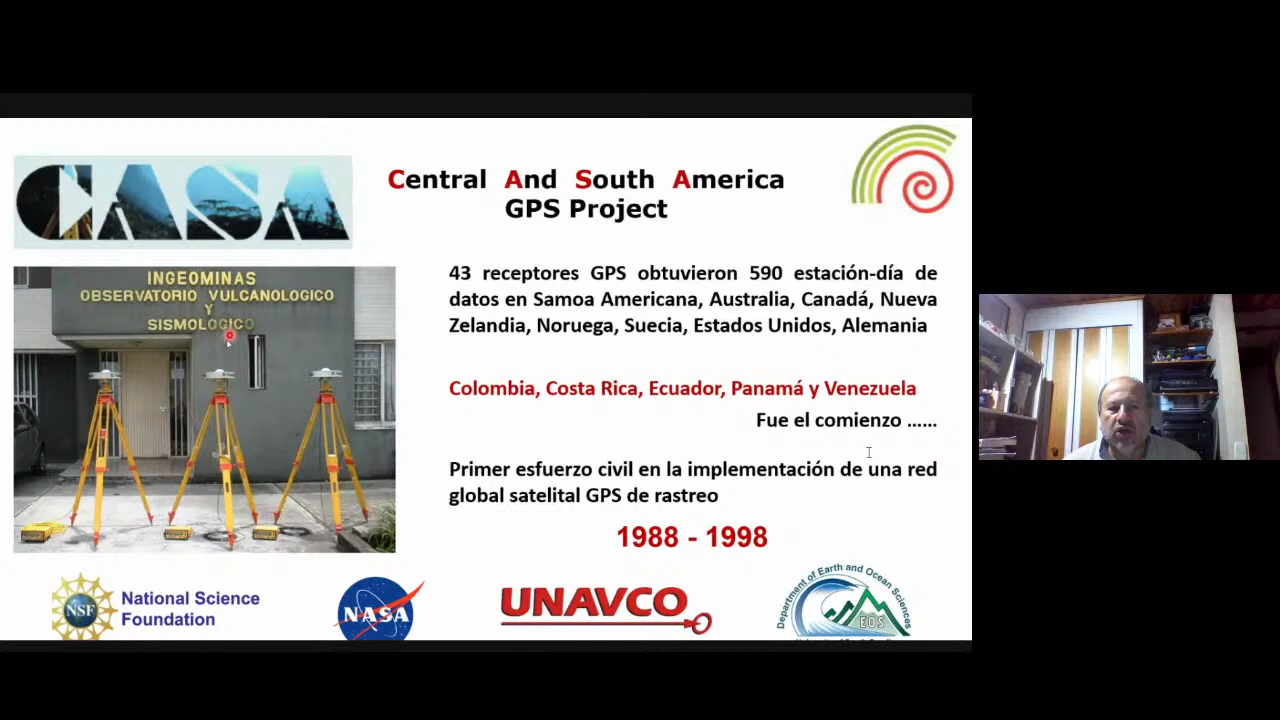 CASA
Central And South America
GPS Project
INGEOMINAS
OBSERVATORIO VULCANOLOGICO
Y
SISMOLOGICO
43 receptores GPS obtuvieron 590 estación-día de
datos en Samoa Americana, Australia, Canadá, Nueva
Zelandia, Noruega, Suecia, Estados Unidos, Alemania
Colombia, Costa Rica, Ecuador, Panamá y Venezuela
Fue el comienzo ......
Primer esfuerzo civil en la implementación de una red
global satelital GPS de rastreo
1988 - 1998
NSF
National Science
Foundation
NASA
UNAVCO
Department of Earth and Ocean Sciences
EOS